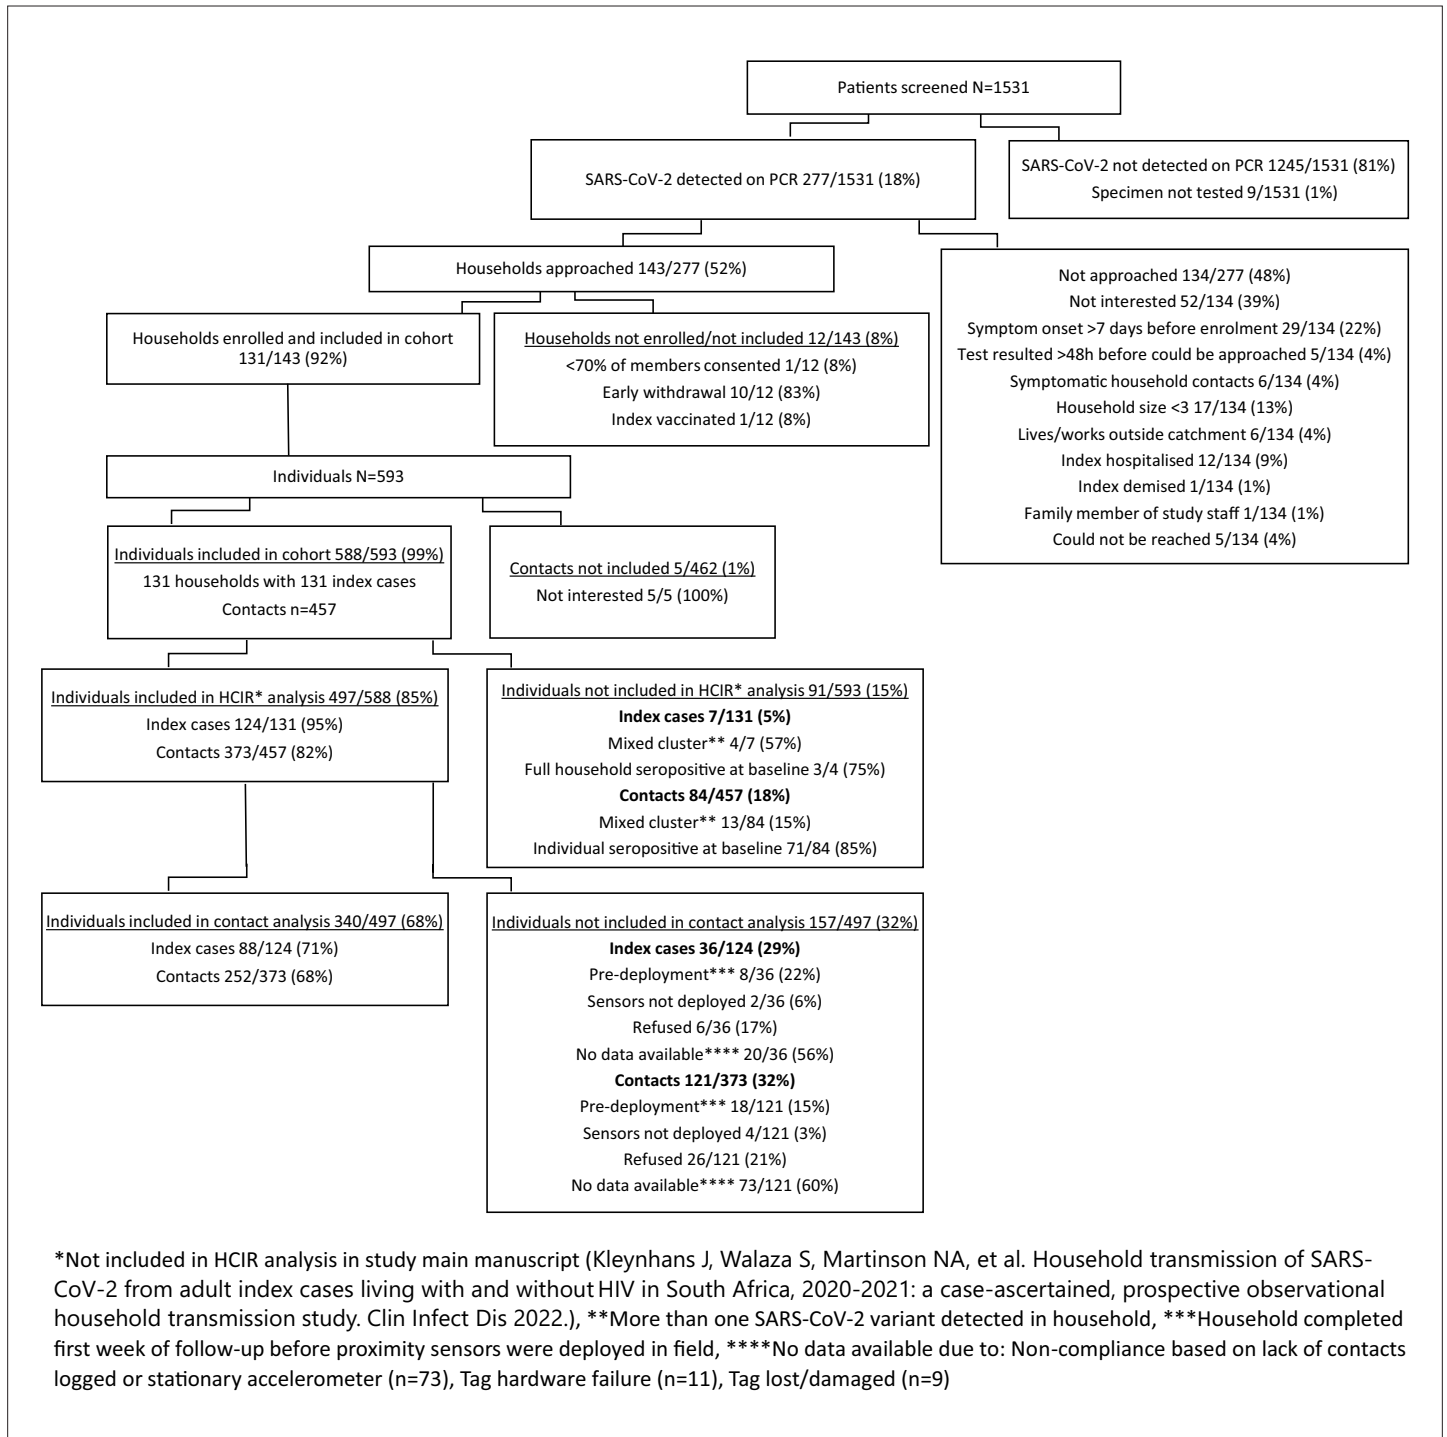 Patients screened N=1531
SARS-CoV-2 detected on PCR 277/1531 (18%)
SARS-CoV-2 not detected on PCR 1245/1531 (81%)
Specimen not tested 9/1531 (1%)
Households approached 143/277 (52%)
Not approached 134/277 (48%)
Not interested 52/134 (39%)
Symptom onset >7 days before enrolment 29/134 (22%)
Test resulted >48h before could be approached 5/134 (4%)
Symptomatic household contacts 6/134 (4%)
Household size <3 17/134 (13%)
Lives/works outside catchment 6/134 (4%)
Index hospitalised 12/134 (9%)
Index demised 1/134 (1%)
Family member of study staff 1/134 (1%)
Could not be reached 5/134 (4%)
Households enrolled and included in cohort
131/143 (92%)
Households not enrolled/not included 12/143 (8%)
<70% of members consented 1/12 (8%)
Early withdrawal 10/12 (83%)
Index vaccinated 1/12 (8%)
Individuals N=593
Individuals included in cohort 588/593 (99%)
131 households with 131 index cases
Contacts n=457
Contacts not included 5/462 (1%)
Not interested 5/5 (100%)
Individuals included in HCIR* analysis 497/588 (85%)
Index cases 124/131 (95%)
Contacts 373/457 (82%)
Individuals not included in HCIR* analysis 91/593 (15%)
Index cases 7/131 (5%)
Mixed cluster** 4/7 (57%)
Full household seropositive at baseline 3/4 (75%)
Contacts 84/457 (18%)
Mixed cluster** 13/84 (15%)
Individual seropositive at baseline 71/84 (85%)
Individuals included in contact analysis 340/497 (68%)
Index cases 88/124 (71%)
Contacts 252/373 (68%)
Individuals not included in contact analysis 157/497 (32%)
Index cases 36/124 (29%)
Pre-deployment*** 8/36 (22%)
Sensors not deployed 2/36 (6%)
Refused 6/36 (17%)
No data available**** 20/36 (56%)
Contacts 121/373 (32%)
Pre-deployment*** 18/121 (15%)
Sensors not deployed 4/121 (3%)
Refused 26/121 (21%)
No data available**** 73/121 (60%)
*Not included in HCIR analysis in study main manuscript (Kleynhans J, Walaza S, Martinson NA, et al. Household transmission of SARS-
CoV-2 from adult index cases living with and without HIV in South Africa, 2020-2021: a case-ascertained, prospective observational
household transmission study. Clin Infect Dis 2022.), **More than one SARS-CoV-2 variant detected in household, ***Household completed
first week of follow-up before proximity sensors were deployed in field, ****No data available due to: Non-compliance based on lack of contacts
logged or stationary accelerometer (n=73), Tag hardware failure (n=11), Tag lost/damaged (n=9)